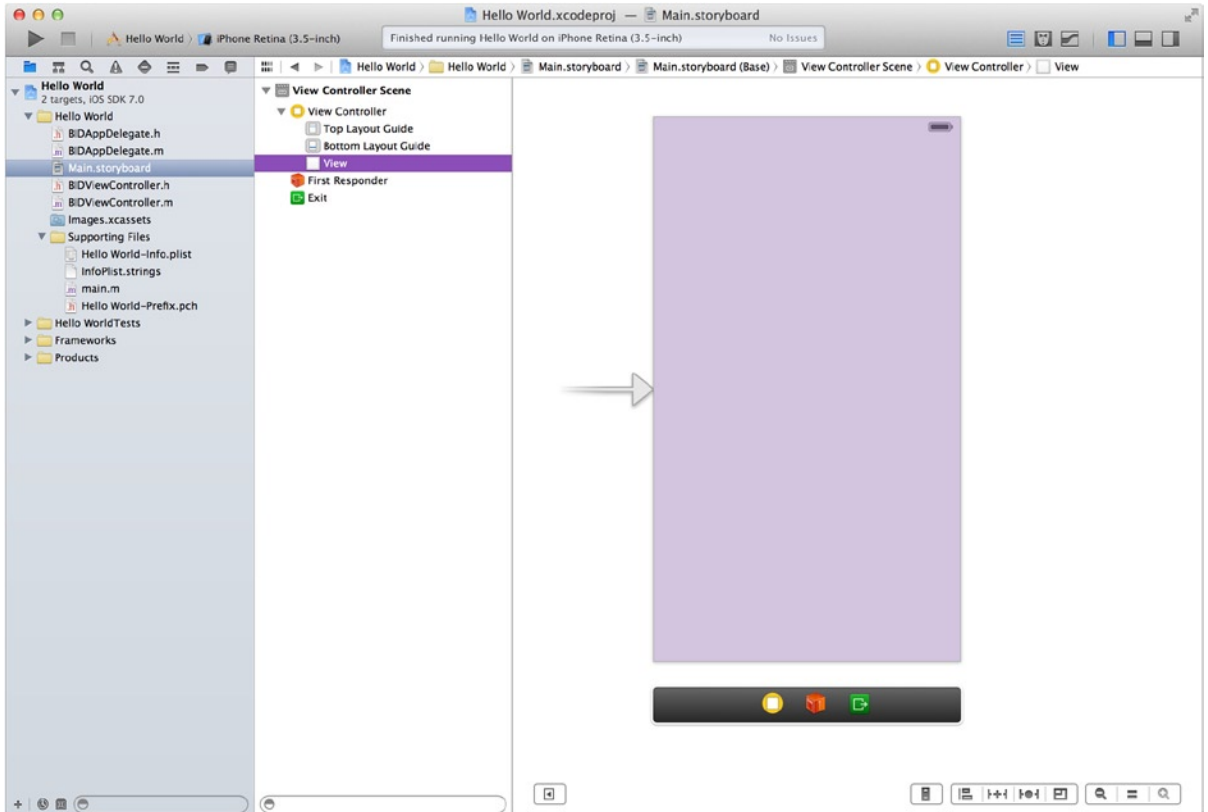 Hello World.xcodeproj — Main.storyboard
Hello World › iPhone Retina (3.5-inch)
Finished running Hello World on iPhone Retina (3.5-inch) No Issues
Hello World › Hello World › Main.storyboard › Main.storyboard (Base) › View Controller Scene › View Controller › View
Hello World
2 targets, iOS SDK 7.0
Hello World
h BIDAppDelegate.h
m BIDAppDelegate.m
Main.storyboard
h BIDViewController.h
m BIDViewController.m
Images.xcassets
Supporting Files
Hello World-Info.plist
InfoPlist.strings
m main.m
h Hello World-Prefix.pch
Hello WorldTests
Frameworks
Products
View Controller Scene
View Controller
Top Layout Guide
Bottom Layout Guide
View
First Responder
Exit